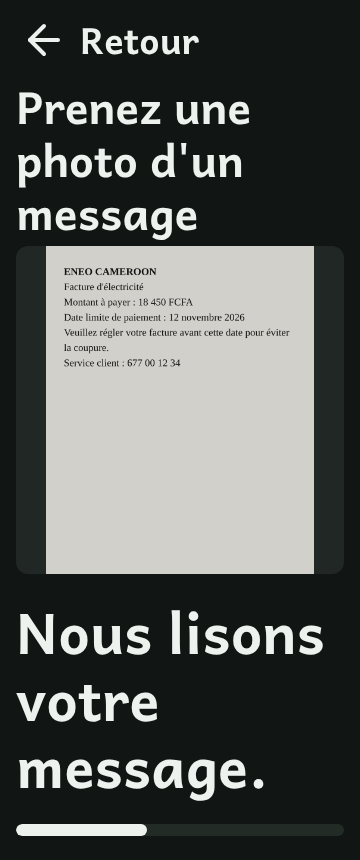 Retour
Prenez une
photo d'un
message
ENEO CAMEROON
Facture d'électricité
Montant à payer : 18 450 FCFA
Date limite de paiement : 12 novembre 2026
Veuillez régler votre facture avant cette date pour éviter
la coupure.
Service client : 677 00 12 34
Nous lisons
votre
message.